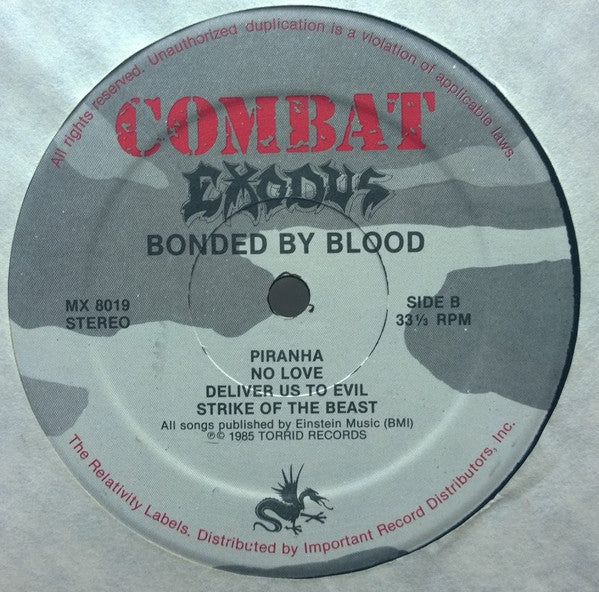 All rights reserved. Unauthorized duplication is a violation of applicable laws.
COMBAT
EXODUS
BONDED BY BLOOD
MX 8019
STEREO
SIDE B
33⅓ RPM
PIRANHA
NO LOVE
DELIVER US TO EVIL
STRIKE OF THE BEAST
All songs published by Einstein Music (BMI)
℗© 1985 TORRID RECORDS
The Relativity Labels. Distributed by Important Record Distributors, Inc.